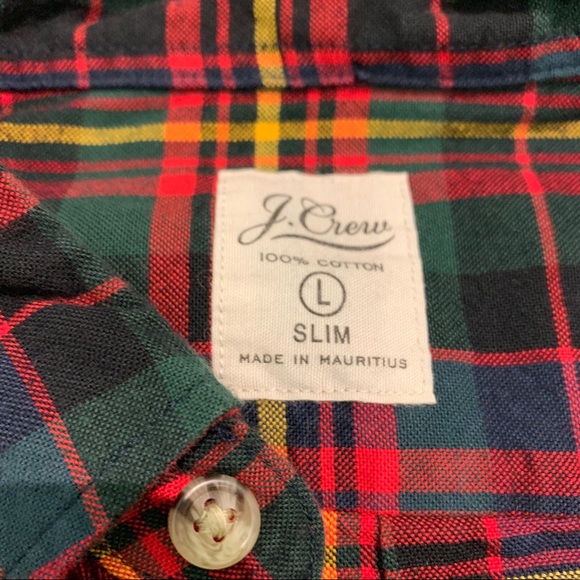 J. Crew
100% COTTON
L
SLIM
MADE IN MAURITIUS